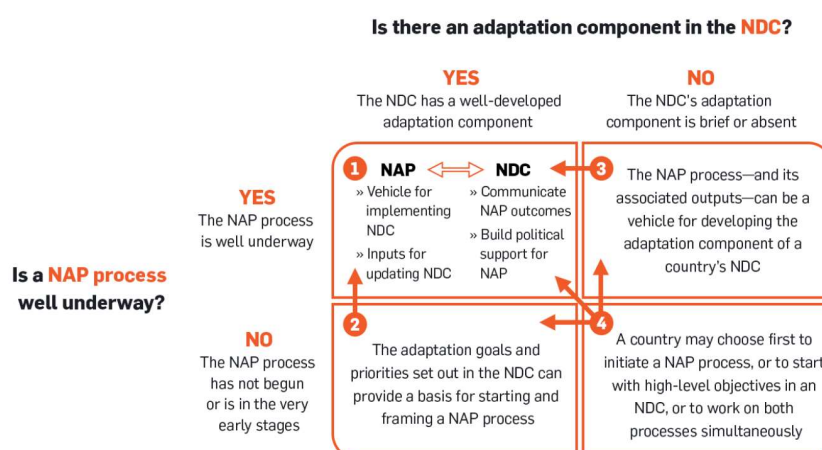 Is there an adaptation component in the NDC?
YES
The NDC has a well-developed
adaptation component
NO
The NDC's adaptation
component is brief or absent
Is a NAP process
well underway?
YES
The NAP process
is well underway
1 NAP NDC
» Vehicle for
implementing
NDC
» Inputs for
updating NDC
» Communicate
NAP outcomes
» Build political
support for
NAP
3
The NAP process—and its
associated outputs—can be a
vehicle for developing the
adaptation component of a
country's NDC
NO
The NAP process
has not begun
or is in the very
early stages
2
The adaptation goals and
priorities set out in the NDC can
provide a basis for starting and
framing a NAP process
4
A country may choose first to
initiate a NAP process, or to start
with high-level objectives in an
NDC, or to work on both
processes simultaneously